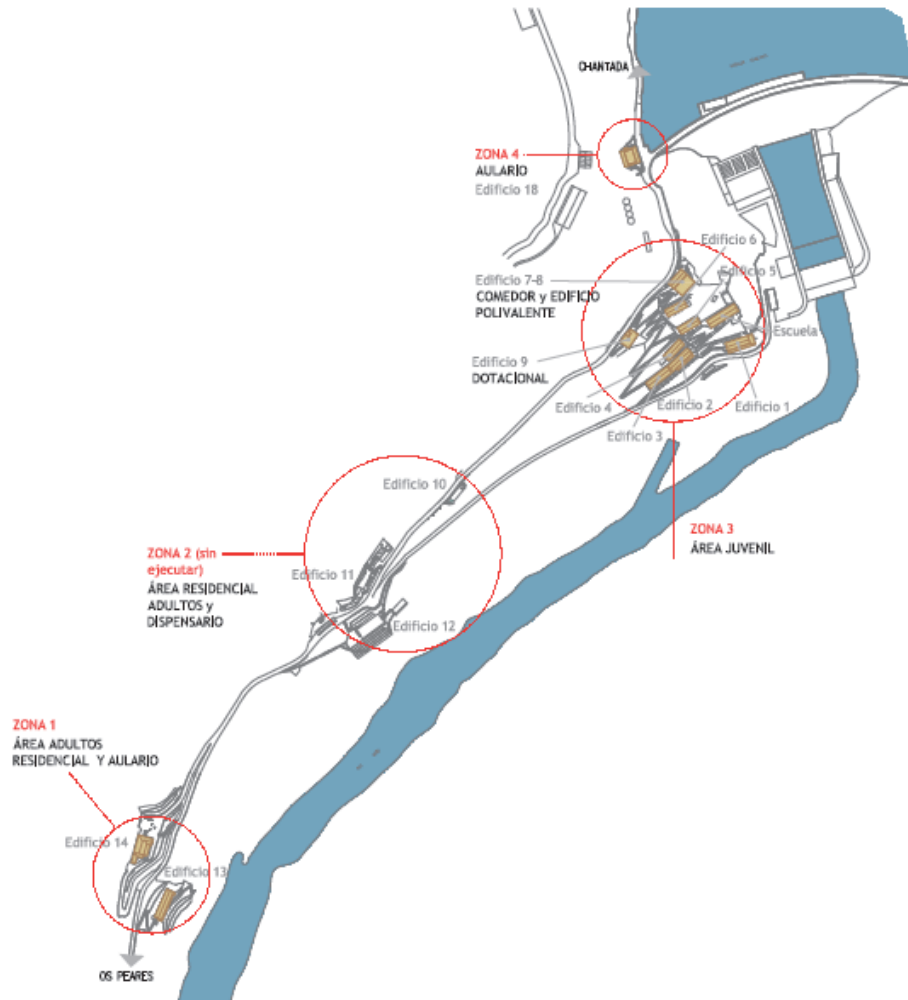 CHANTADA
ZONA 4
AULARIO
Edificio 18
Edificio 6
Edificio 5
Edificio 7-8
COMEDOR y EDIFICIO
POLIVALENTE
Escuela
Edificio 9
DOTACIONAL
Edificio 4
Edificio 2
Edificio 1
Edificio 3
Edificio 10
ZONA 3
ÁREA JUVENIL
ZONA 2 (sin
ejecutar)
ÁREA RESIDENCIAL
ADULTOS y
DISPENSARIO
Edificio 11
Edificio 12
ZONA 1
ÁREA ADULTOS
RESIDENCIAL Y AULARIO
Edificio 14
Edificio 13
OS PEARES